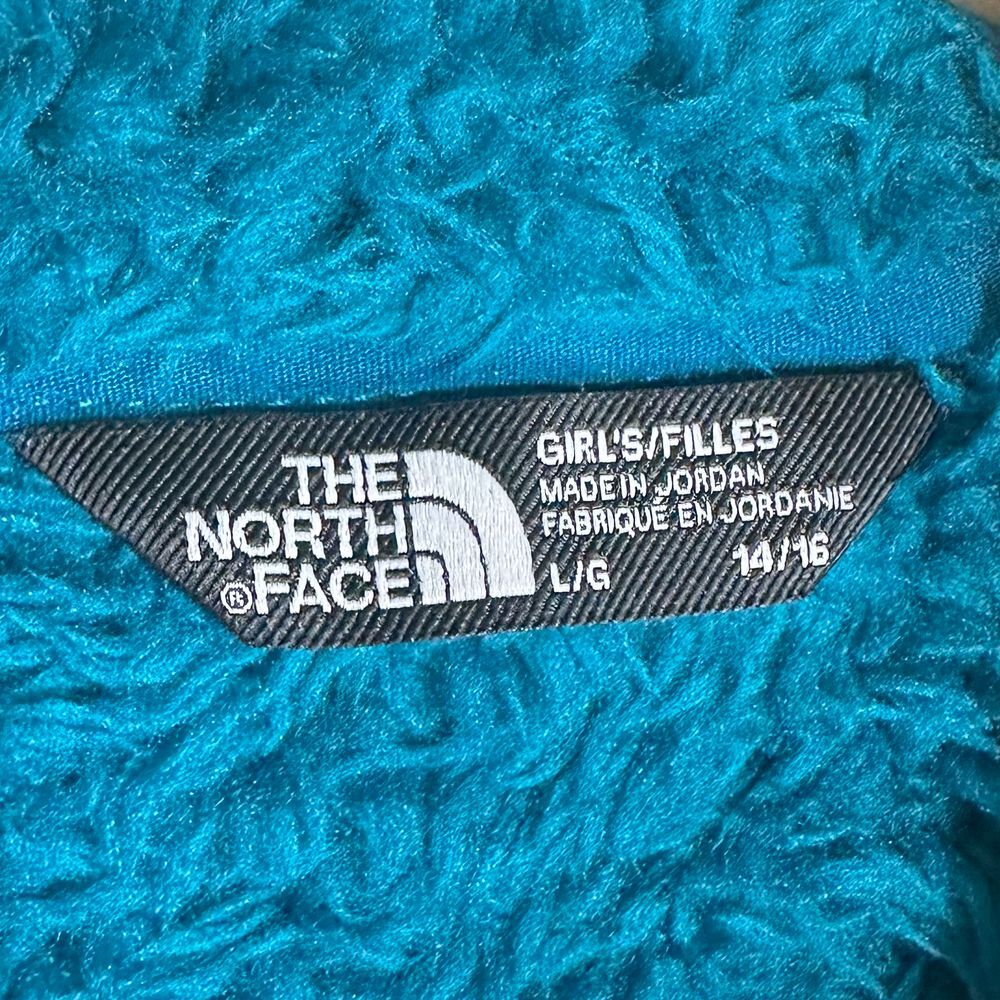 THE
NORTH
®FACE
GIRL'S/FILLES
MADE IN JORDAN
FABRIQUÉ EN JORDANIE
L/G 14/16